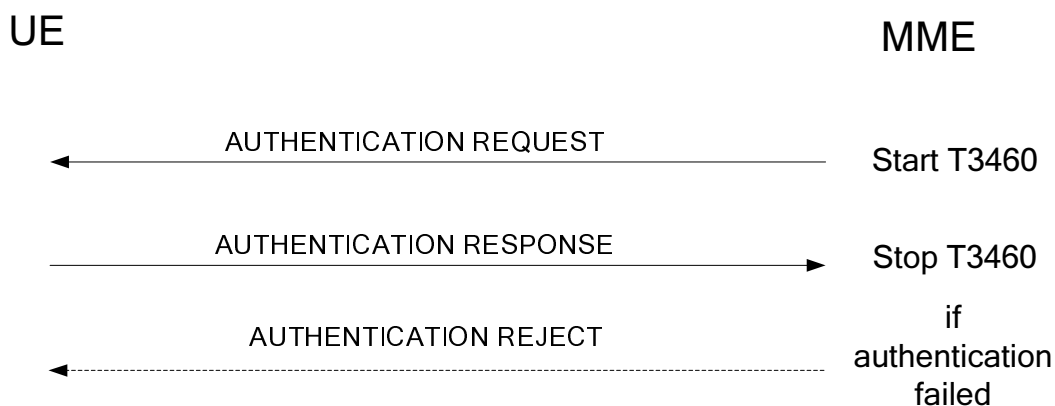 UE
MME
AUTHENTICATION REQUEST
Start T3460
AUTHENTICATION RESPONSE
Stop T3460
AUTHENTICATION REJECT
if
authentication
failed